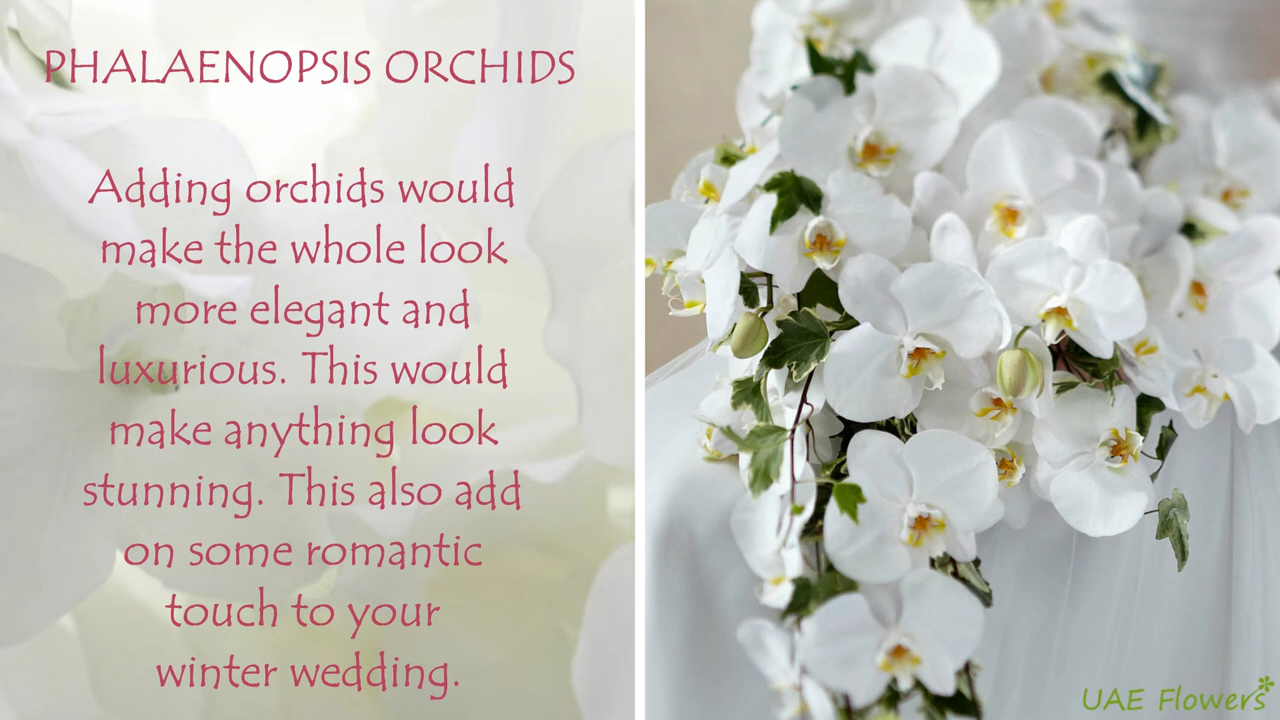 PHALAENOPSIS ORCHIDS
Adding orchids would
make the whole look
more elegant and
luxurious. This would
make anything look
stunning. This also add
on some romantic
touch to your
winter wedding.
UAE Flowers